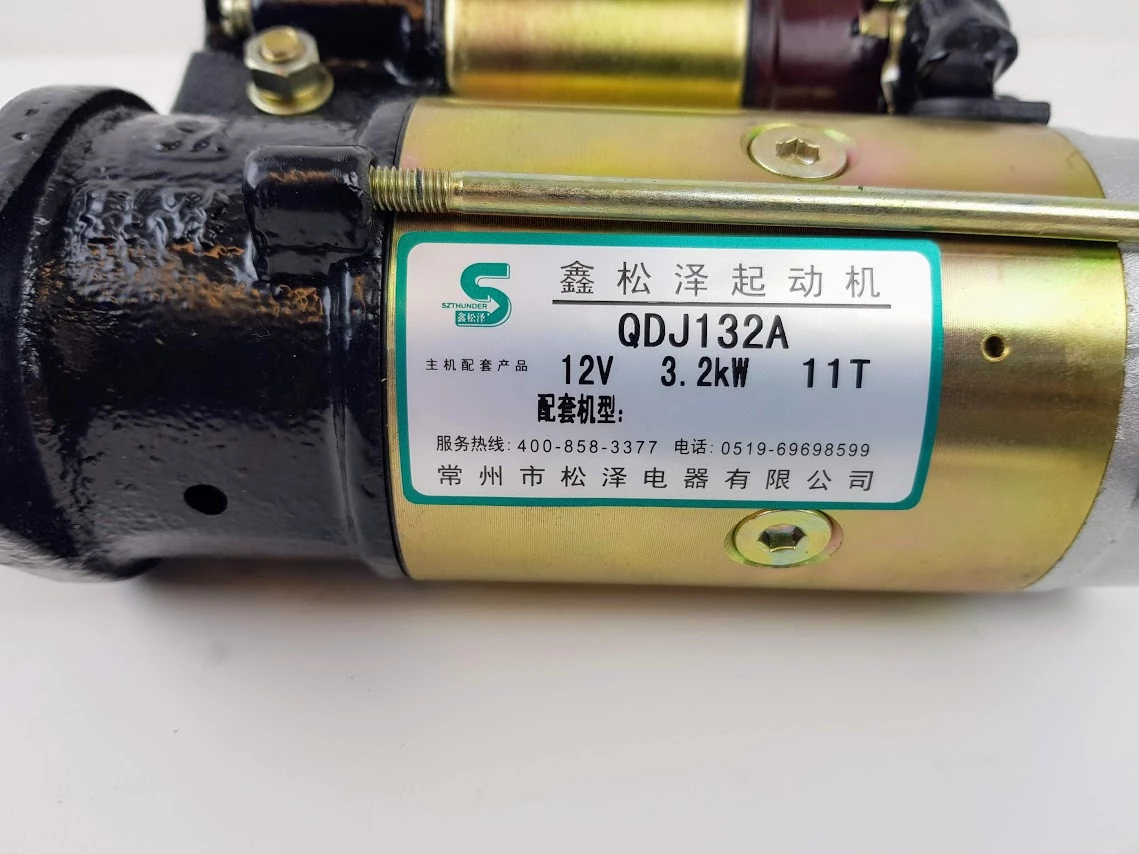 鑫松泽起动机
SZTHUNDER
鑫松泽
QDJ132A
主机配套产品 12V 3.2kW 11T
配套机型:
服务热线: 400-858-3377 电话: 0519-69698599
常州市松泽电器有限公司